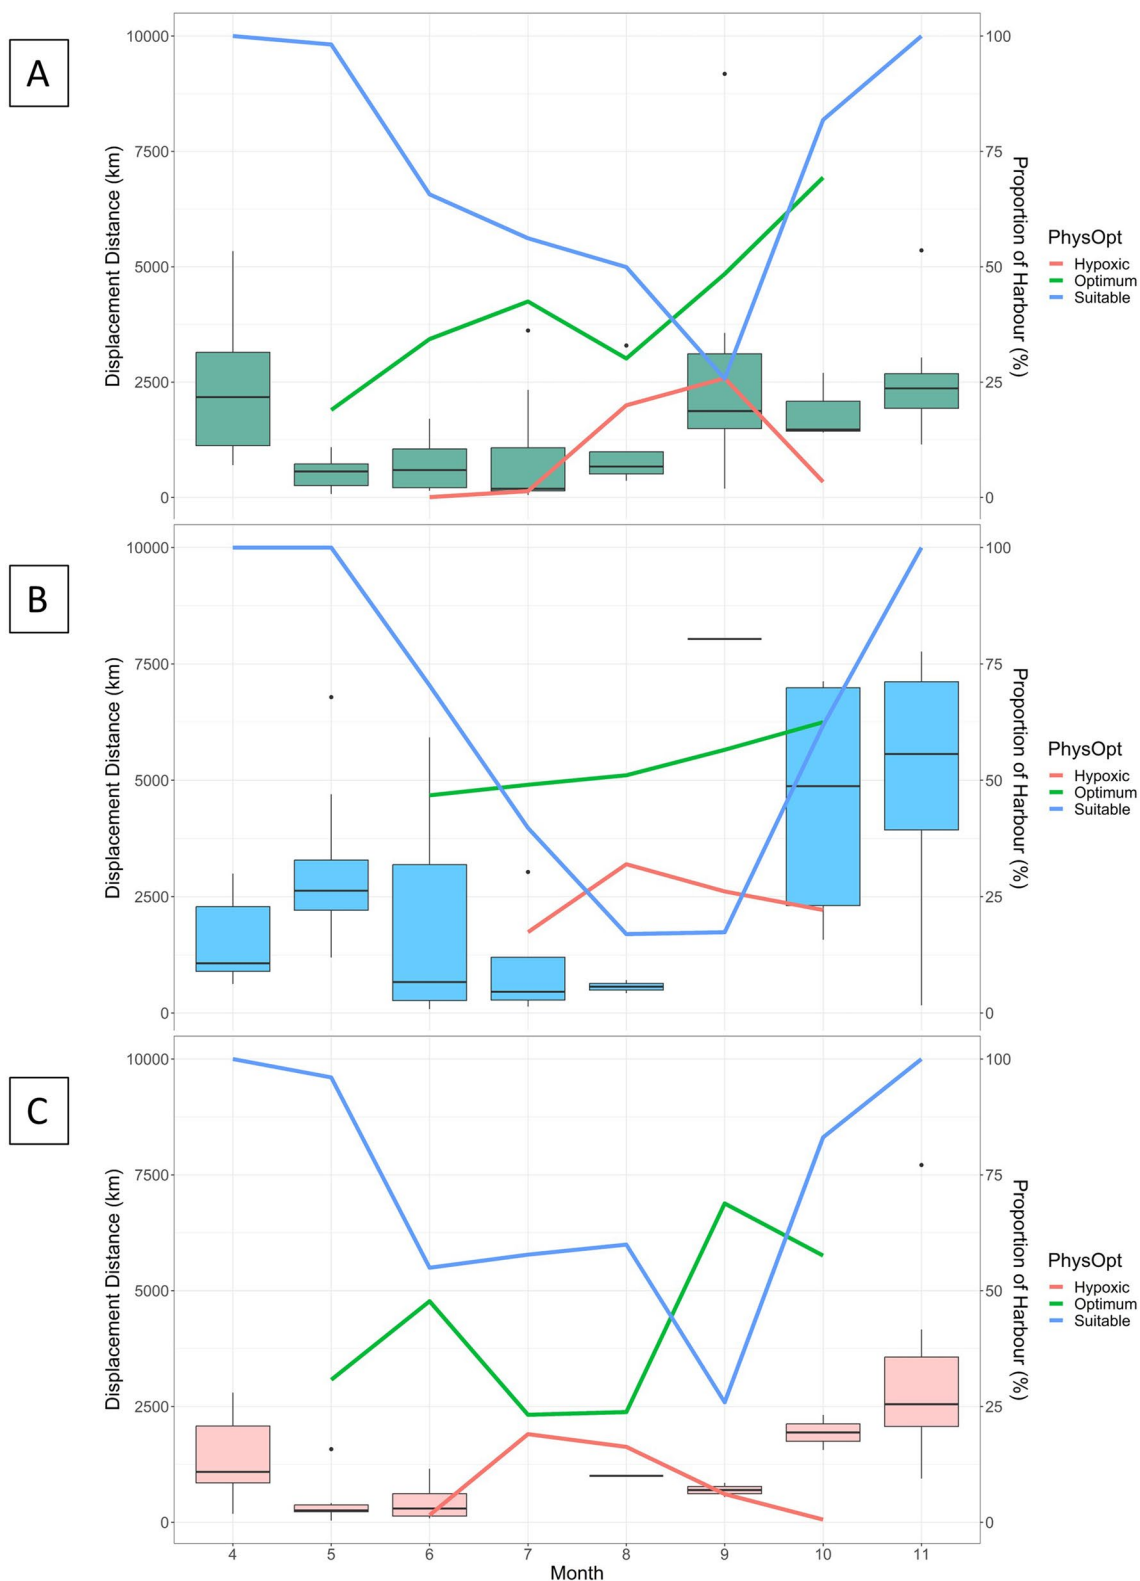 A
10000
7500
5000
2500
0
Displacement Distance (km)
100
75
50
25
0
Proportion of Harbour (%)
PhysOpt
Hypoxic
Optimum
Suitable
B
10000
7500
5000
2500
0
Displacement Distance (km)
100
75
50
25
0
Proportion of Harbour (%)
PhysOpt
Hypoxic
Optimum
Suitable
C
10000
7500
5000
2500
0
Displacement Distance (km)
100
75
50
25
0
Proportion of Harbour (%)
PhysOpt
Hypoxic
Optimum
Suitable
4 5 6 7 8 9 10 11
Month